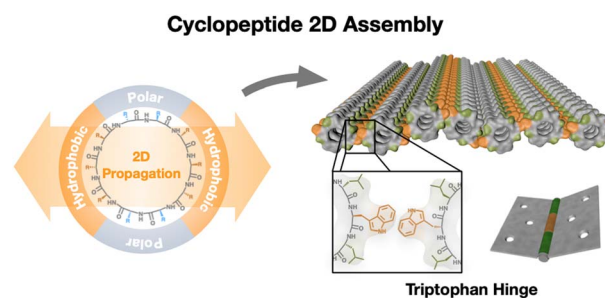 Cyclopeptide 2D Assembly
Polar
Hydrophobic
2D
Propagation
Hydrophobic
Polar
Triptophan Hinge